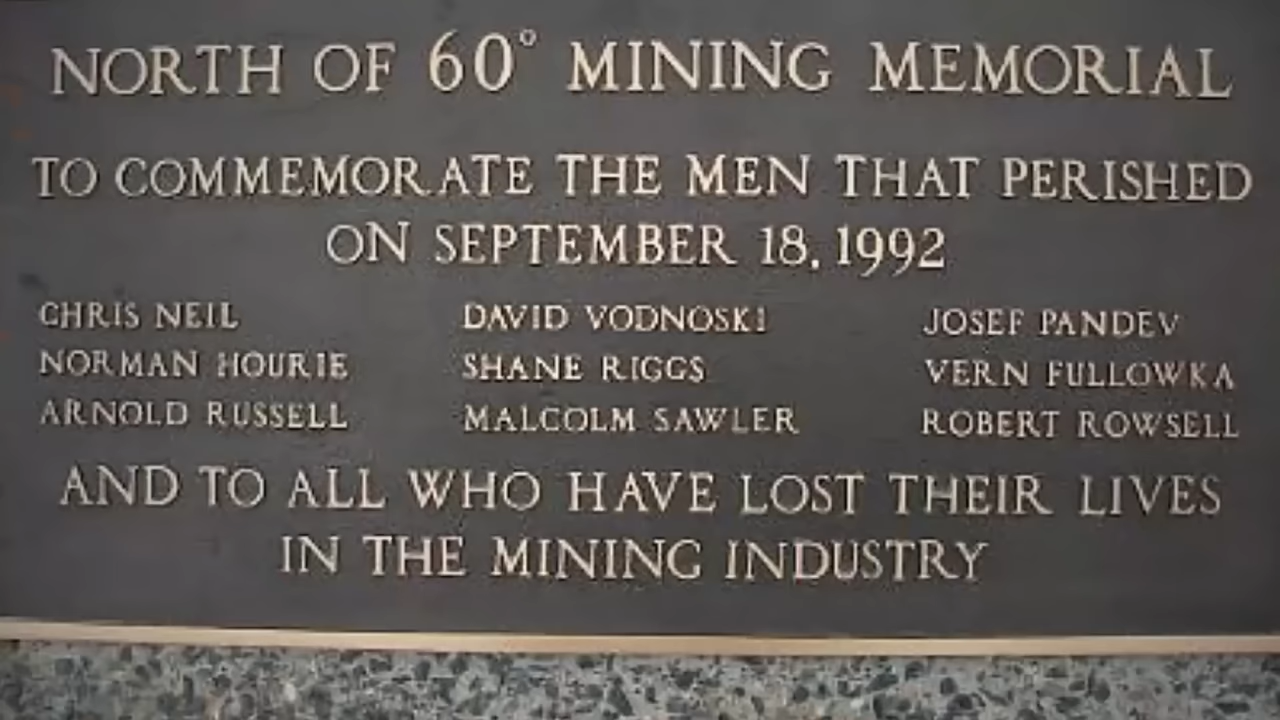 NORTH OF 60° MINING MEMORIAL
TO COMMEMORATE THE MEN THAT PERISHED
ON SEPTEMBER 18, 1992
CHRIS NEIL DAVID VODNOSKI JOSEF PANDEV
NORMAN HOURIE SHANE RIGGS VERN FULLOWKA
ARNOLD RUSSELL MALCOLM SAWLER ROBERT ROWSELL
AND TO ALL WHO HAVE LOST THEIR LIVES
IN THE MINING INDUSTRY